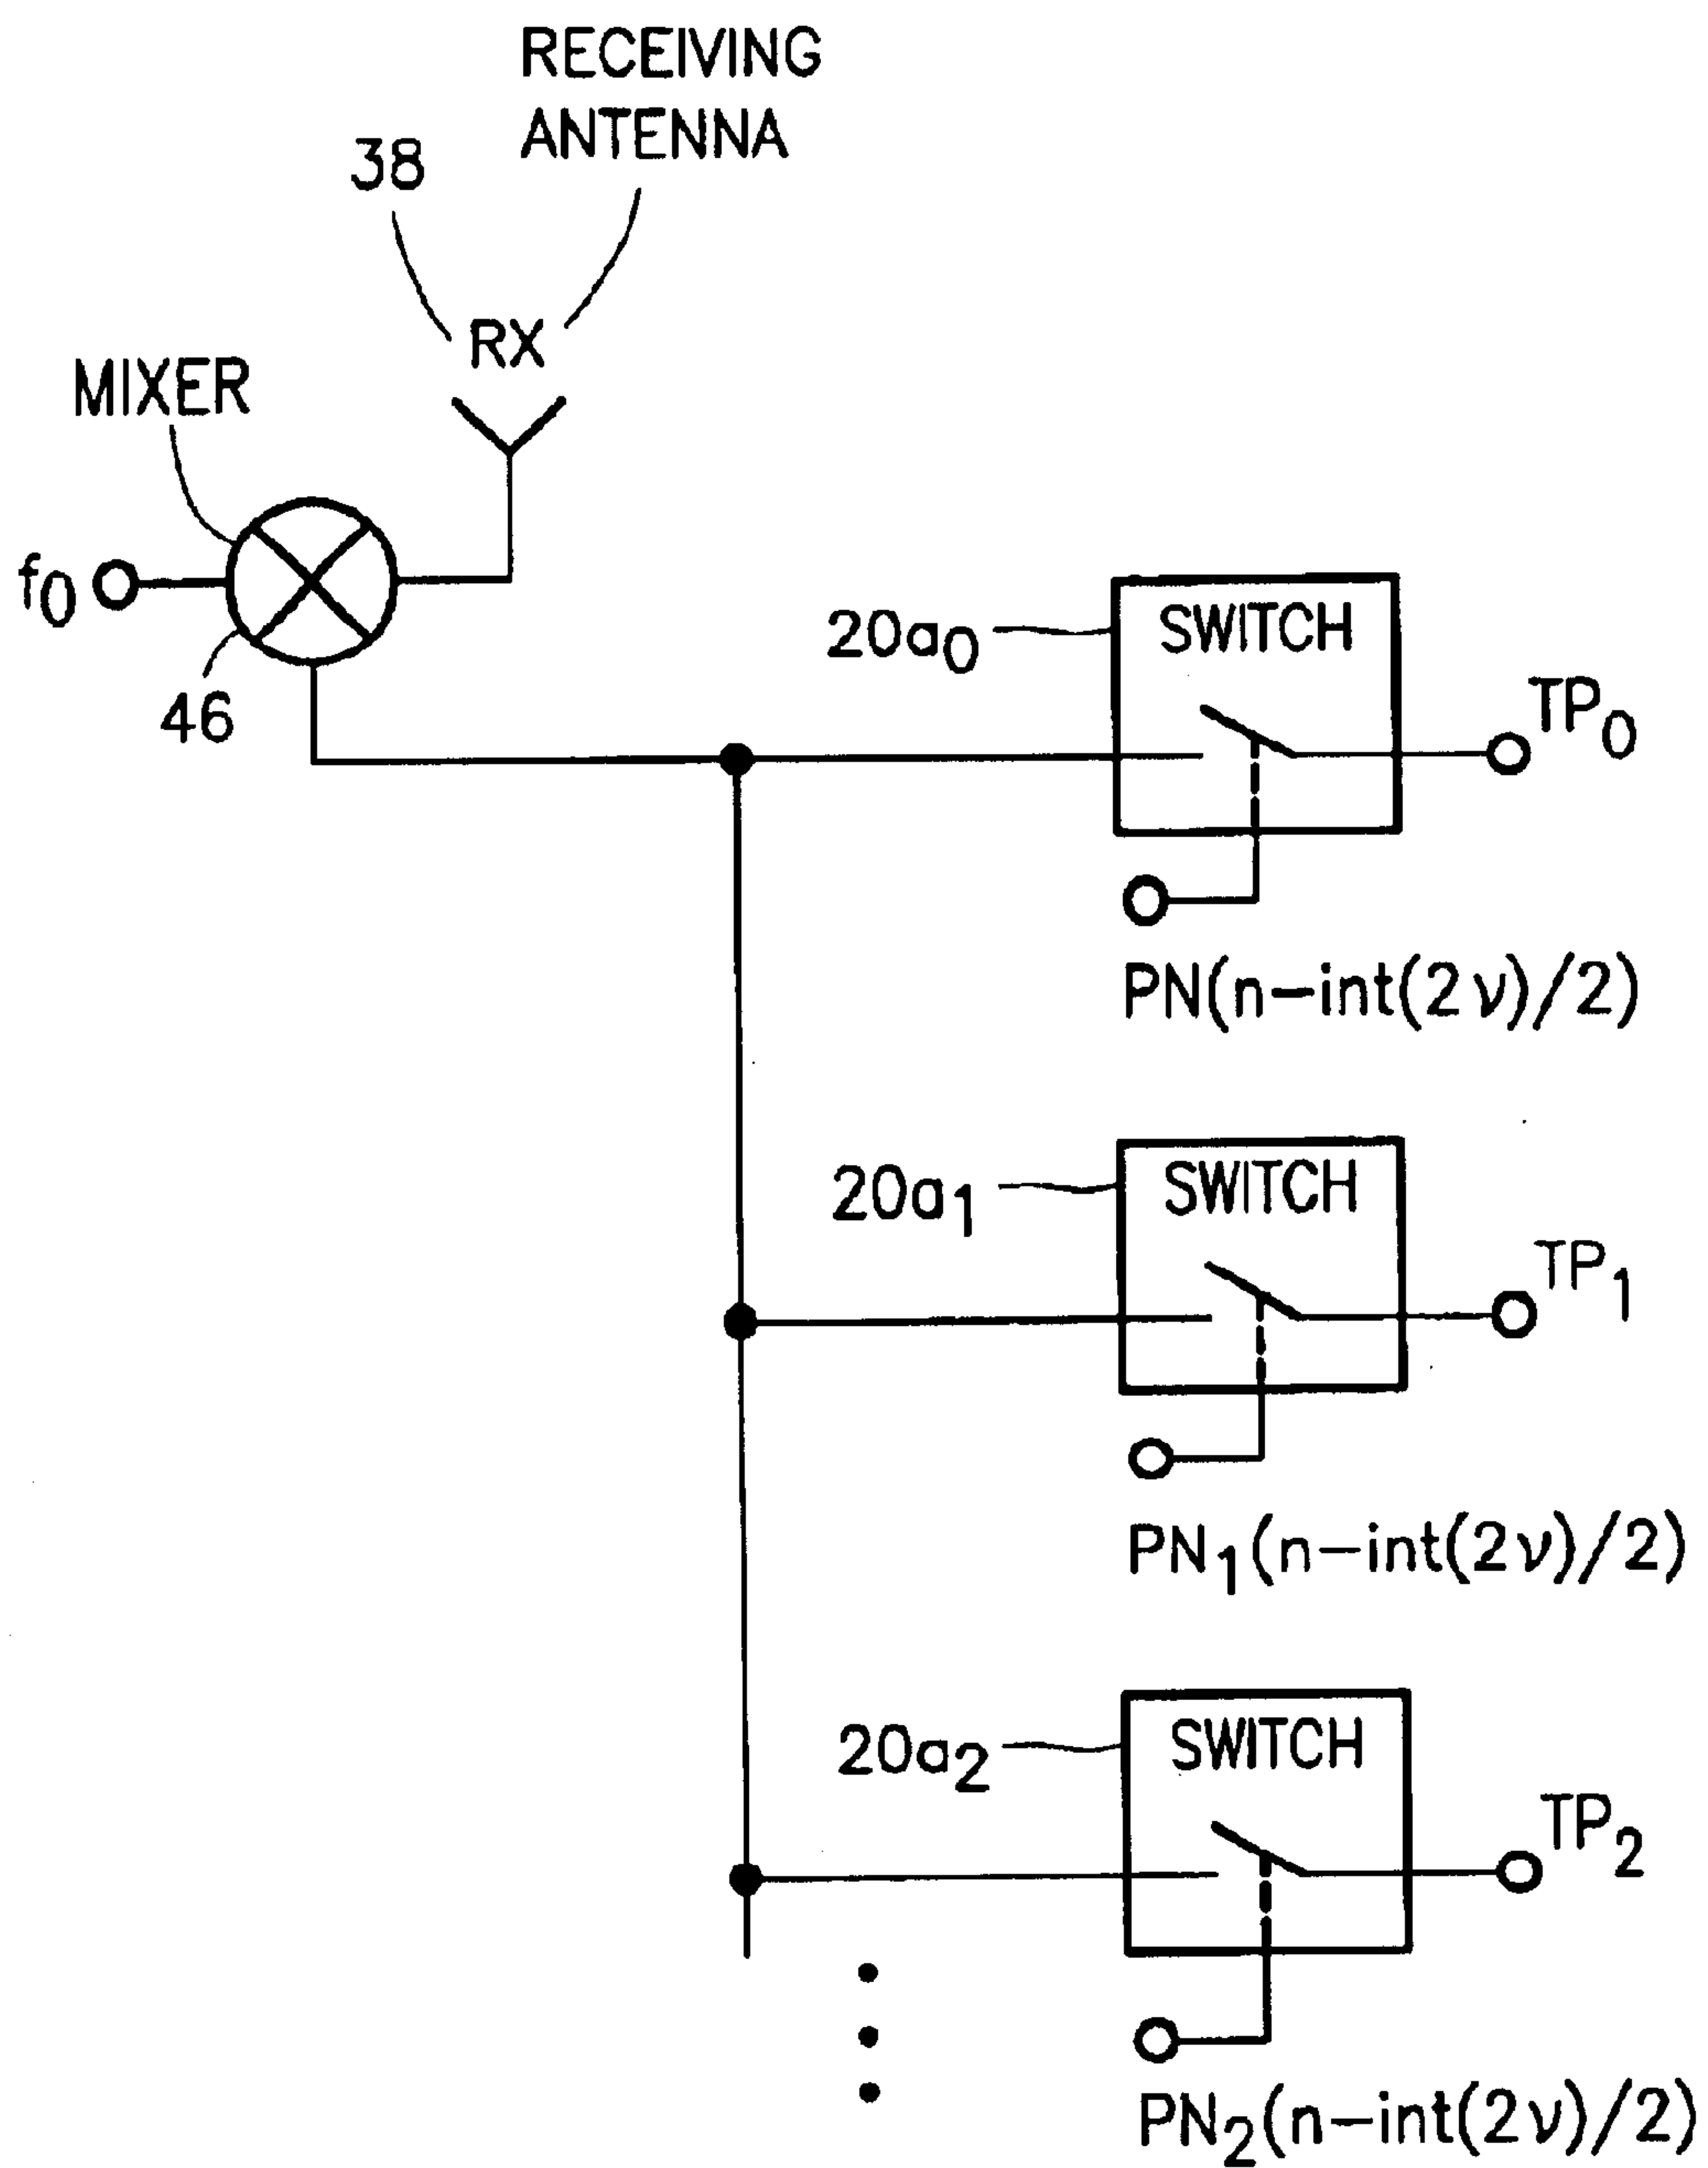 RECEIVING
ANTENNA
38
RX
MIXER
f0
46
20a0
SWITCH
TP0
PN(n-int(2ν)/2)
20a1
SWITCH
TP1
PN1(n-int(2ν)/2)
20a2
SWITCH
TP2
PN2(n-int(2ν)/2)